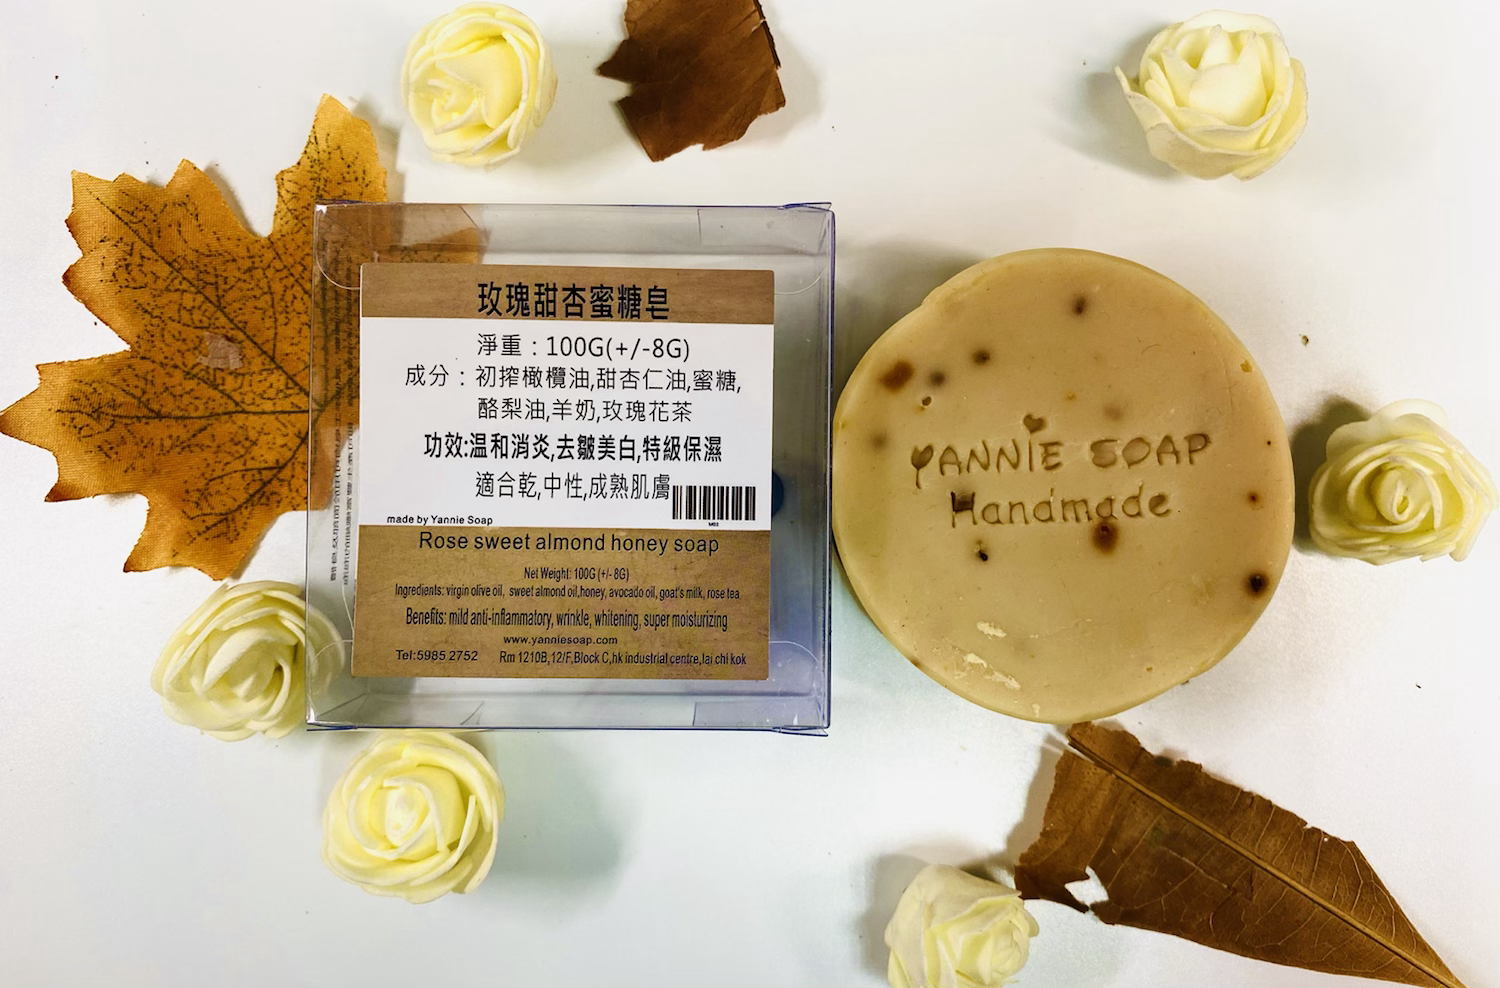 玫瑰甜杏蜜糖皂
淨重：100G(+/-8G)
成分：初搾橄欖油,甜杏仁油,蜜糖,
酪梨油,羊奶,玫瑰花茶
功效:温和消炎,去皺美白,特級保濕
適合乾,中性,成熟肌膚
made by Yannie Soap
Rose sweet almond honey soap
Net Weight: 100G (+/- 8G)
Ingredients: virgin olive oil, sweet almond oil,honey, avocado oil, goat's milk, rose tea
Benefits: mild anti-inflammatory, wrinkle, whitening, super moisturizing
www.yanniesoap.com
Tel:5985 2752 Rm 1210B,12/F,Block C,hk industrial centre,lai chi kok
YANNiE SOAP
Handmade